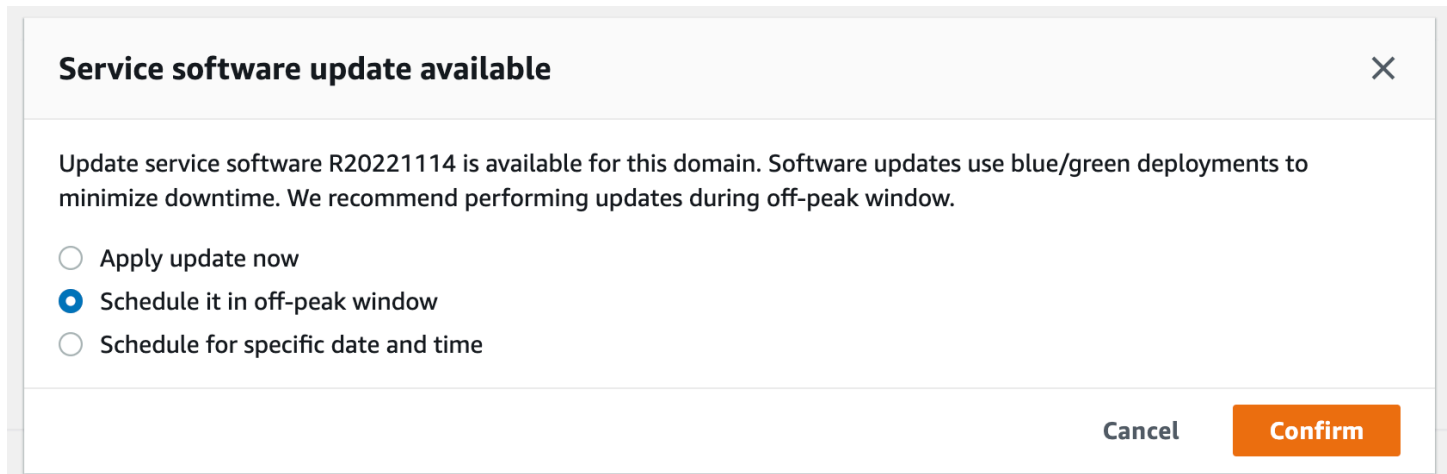 Service software update available
Update service software R20221114 is available for this domain. Software updates use blue/green deployments to
minimize downtime. We recommend performing updates during off-peak window.
Apply update now
Schedule it in off-peak window
Schedule for specific date and time
Cancel
Confirm